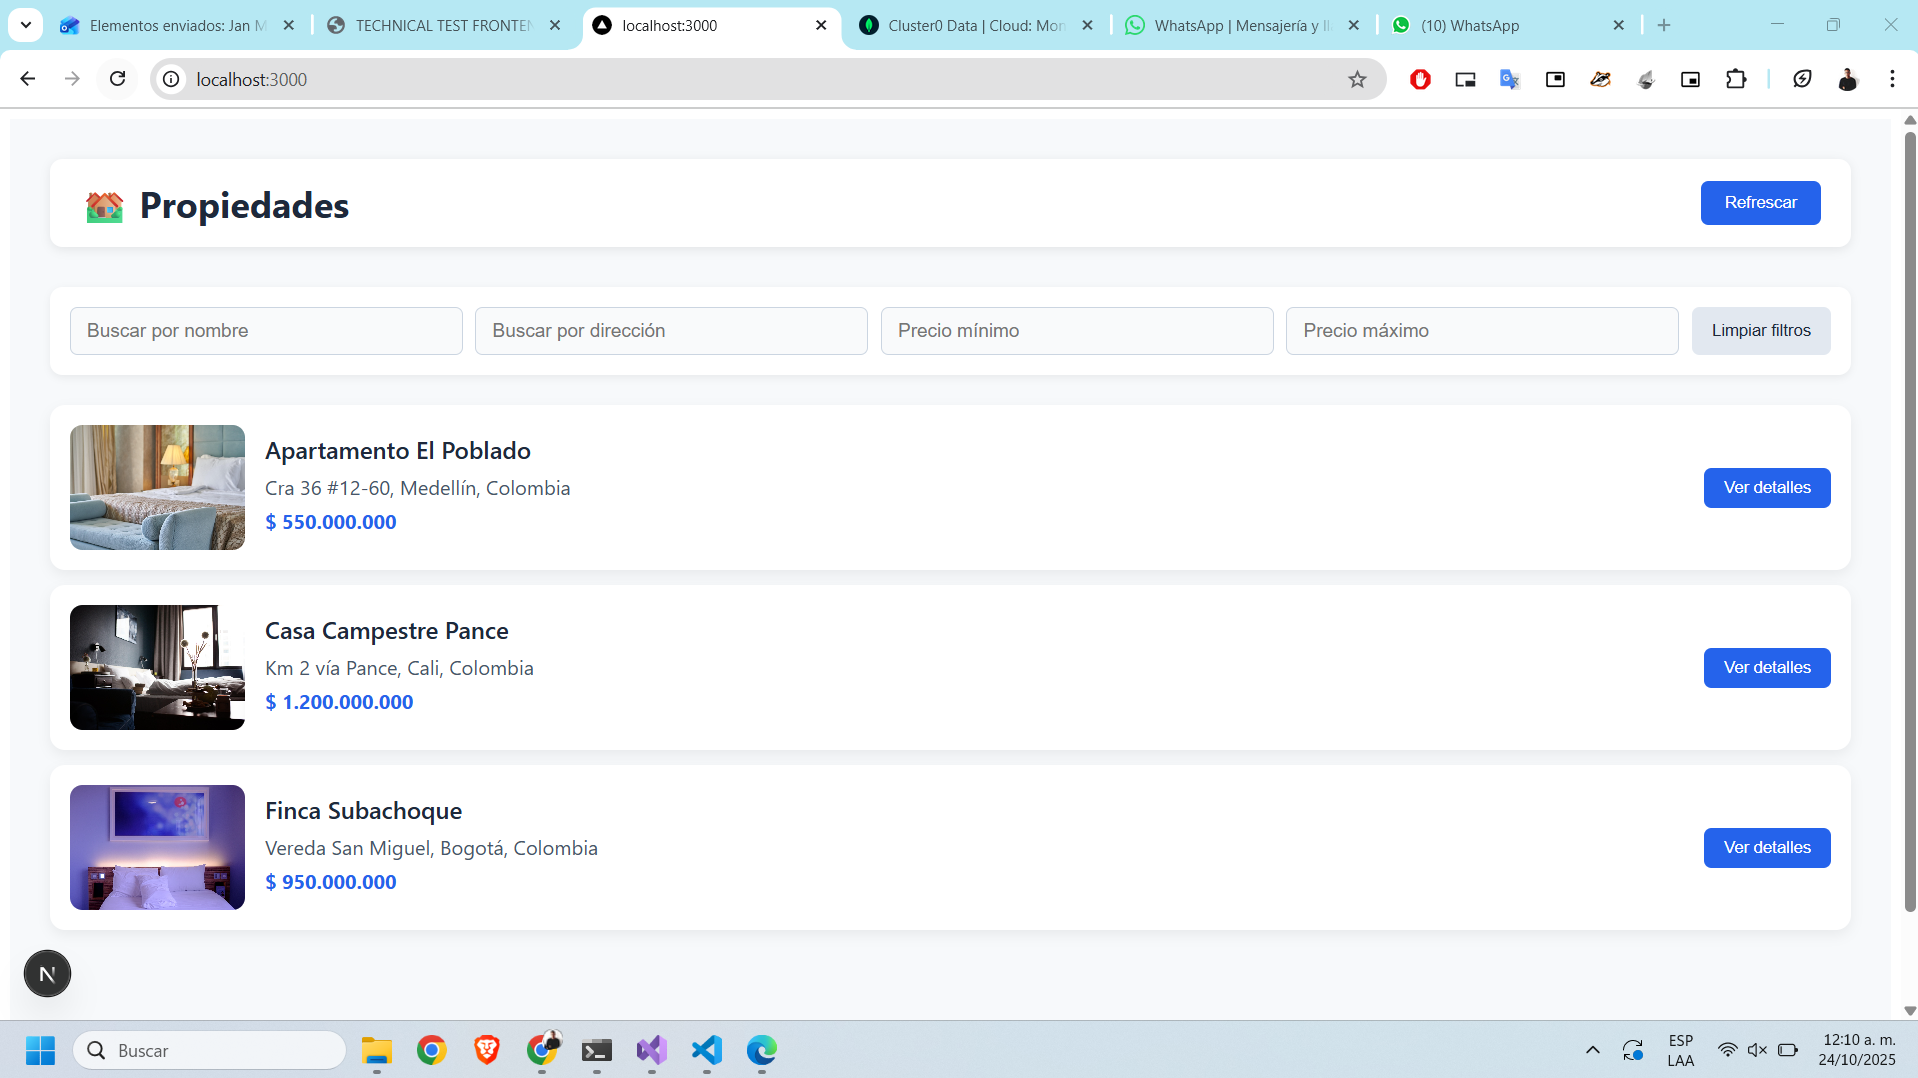 Elementos enviados: Jan M
TECHNICAL TEST FRONTEN
localhost:3000
Cluster0 Data | Cloud: Mon
WhatsApp | Mensajería y ll
(10) WhatsApp
localhost:3000
Propiedades
Refrescar
Buscar por nombre
Buscar por dirección
Precio mínimo
Precio máximo
Limpiar filtros
Apartamento El Poblado
Cra 36 #12-60, Medellín, Colombia
$ 550.000.000
Ver detalles
Casa Campestre Pance
Km 2 vía Pance, Cali, Colombia
$ 1.200.000.000
Ver detalles
Finca Subachoque
Vereda San Miguel, Bogotá, Colombia
$ 950.000.000
Ver detalles
N
Buscar
ESP
LAA
12:10 a. m.
24/10/2025